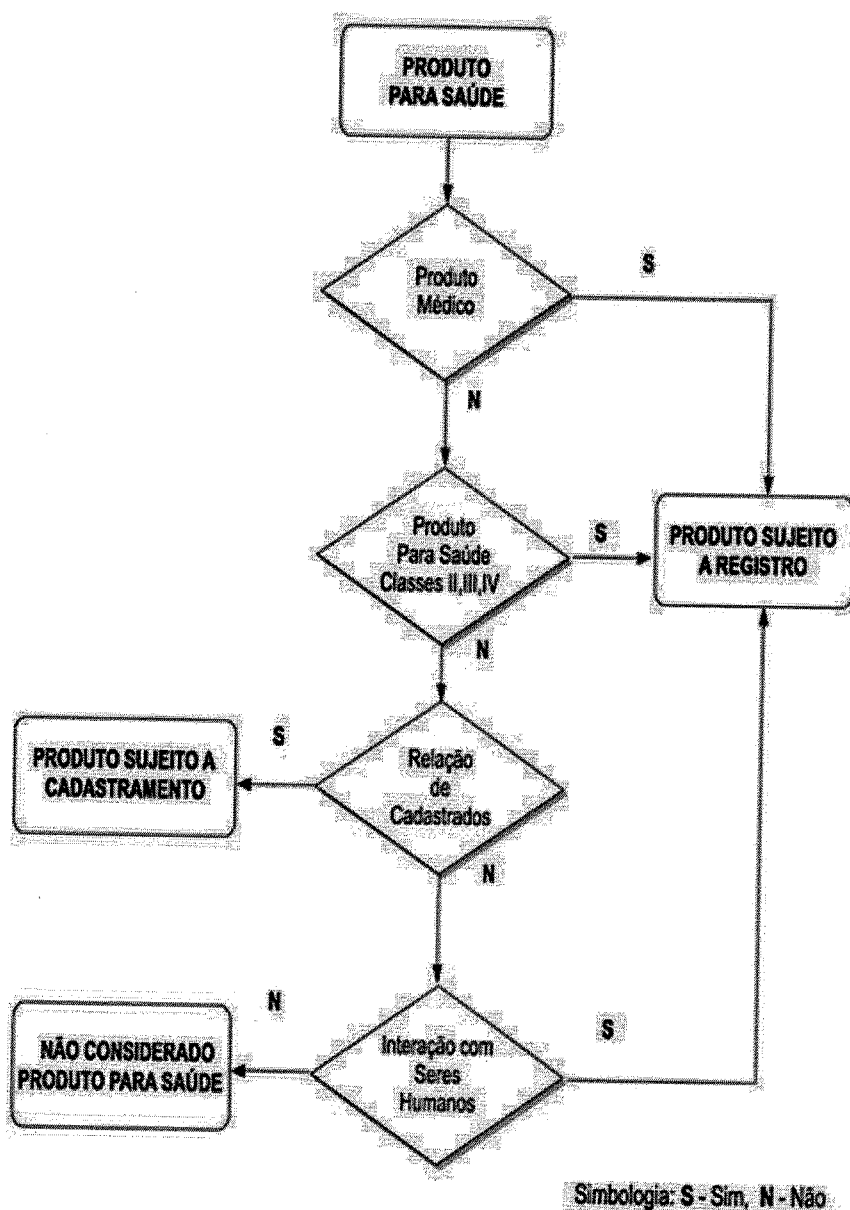 PRODUTO
PARA SAÚDE
Produto
Médico
S
N
Produto
Para Saúde
Classes II,III,IV
S
PRODUTO SUJEITO
A REGISTRO
N
Relação
de
Cadastrados
S
PRODUTO SUJEITO A
CADASTRAMENTO
N
Interação com
Seres
Humanos
N
NÃO CONSIDERADO
PRODUTO PARA SAÚDE
S
Simbologia: S - Sim, N - Não